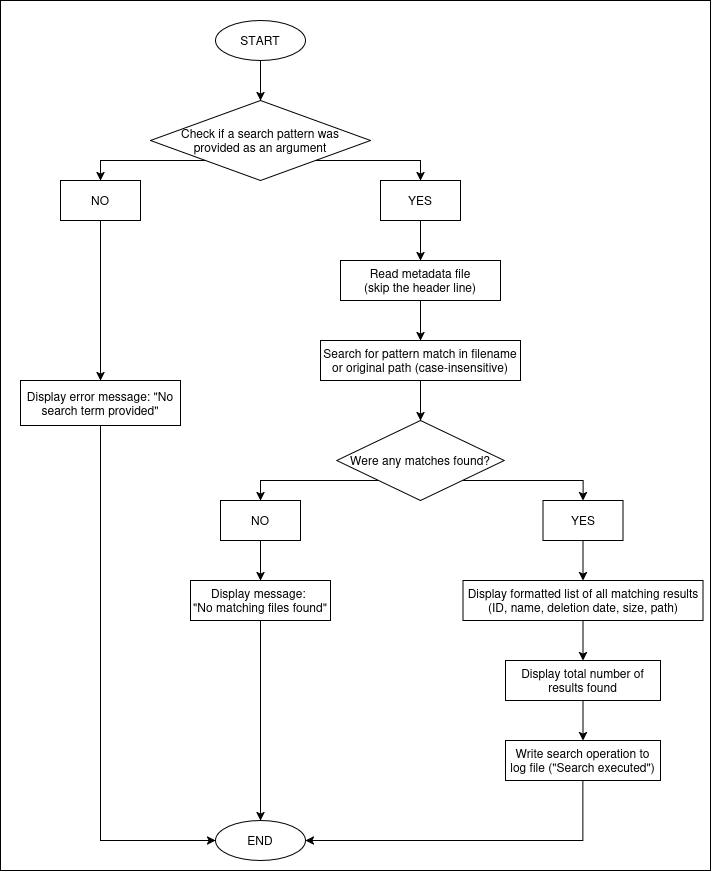 START
Check if a search pattern was
provided as an argument
NO
YES
Read metadata file
(skip the header line)
Search for pattern match in filename
or original path (case-insensitive)
Display error message: "No
search term provided"
Were any matches found?
NO
YES
Display message:
"No matching files found"
Display formatted list of all matching results
(ID, name, deletion date, size, path)
Display total number of
results found
Write search operation to
log file ("Search executed")
END